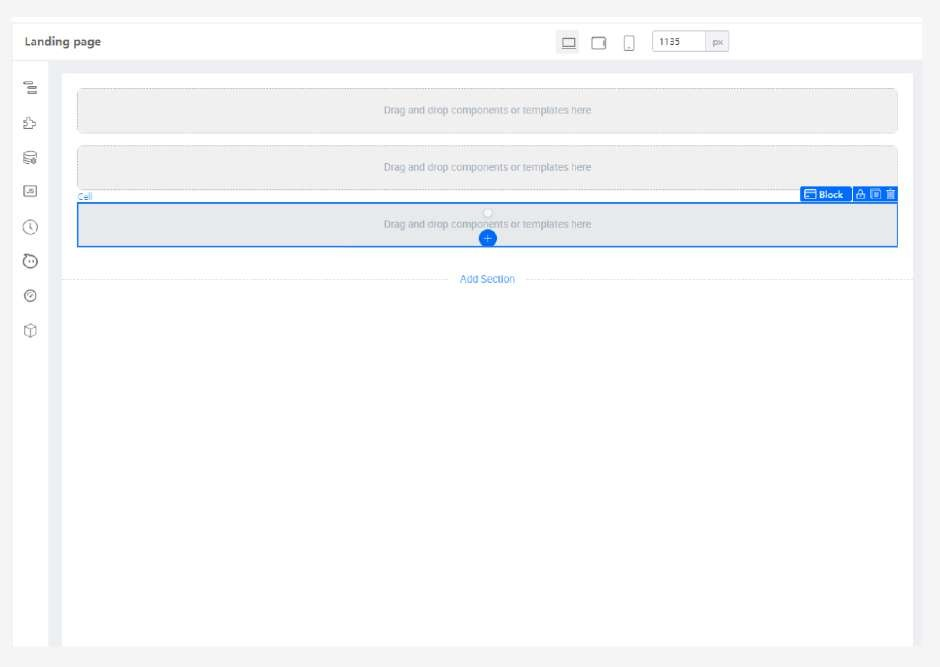 Landing page
1135 px
Drag and drop components or templates here
Drag and drop components or templates here
Cell
Block
Drag and drop components or templates here
Add Section
JS